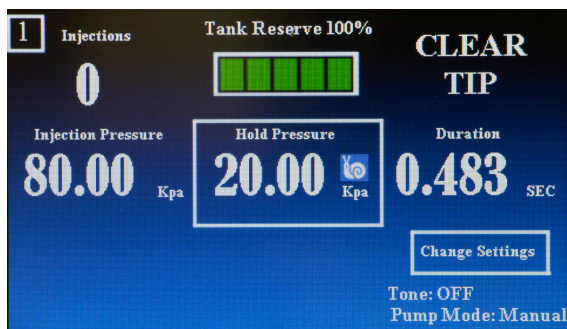 1
Injections
Tank Reserve 100%
CLEAR
TIP
0
Injection Pressure
Hold Pressure
Duration
80.00 Kpa
20.00 Kpa
0.483 SEC
Change Settings
Tone: OFF
Pump Mode: Manual